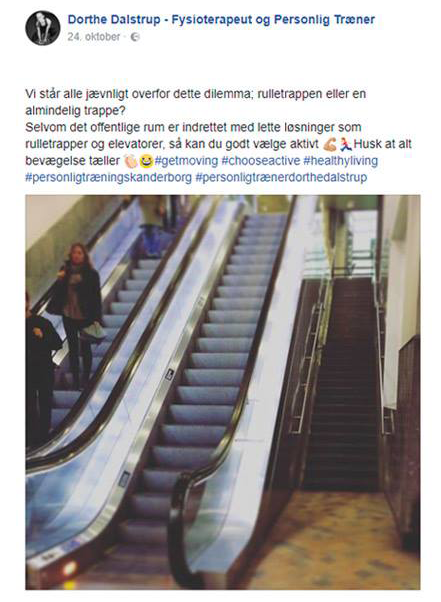 Dorthe Dalstrup - Fysioterapeut og Personlig Træner
24. oktober ·
Vi står alle jævnligt overfor dette dilemma; rulletrappen eller en
almindelig trappe?
Selvom det offentlige rum er indrettet med lette løsninger som
rulletrapper og elevatorer, så kan du godt vælge aktivt 💪🏃Husk at alt
bevægelse tæller 👏😂#getmoving #chooseactive #healthyliving
#personligtræningskanderborg #personligtrænerdorthedalstrup